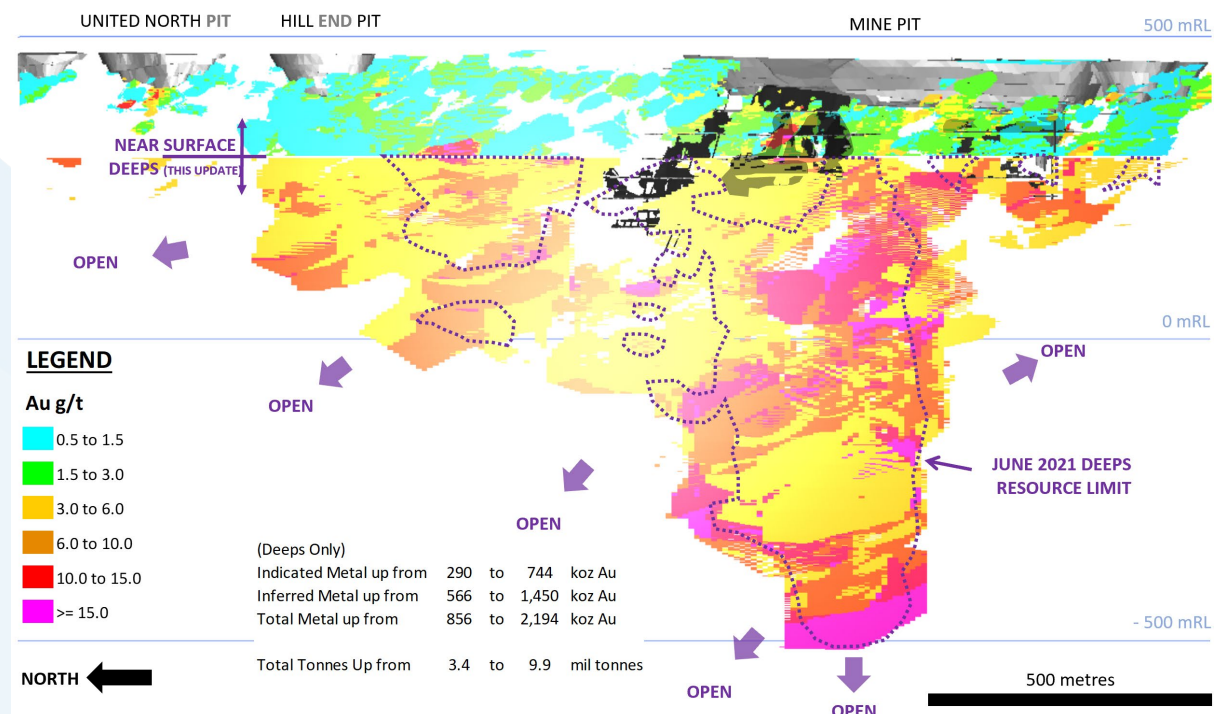 UNITED NORTH PIT
HILL END PIT
MINE PIT
500 mRL
NEAR SURFACE
DEEPS (THIS UPDATE)
OPEN
0 mRL
OPEN
LEGEND
Au g/t
0.5 to 1.5
1.5 to 3.0
3.0 to 6.0
6.0 to 10.0
10.0 to 15.0
>= 15.0
OPEN
JUNE 2021 DEEPS
RESOURCE LIMIT
OPEN
(Deeps Only)
Indicated Metal up from 290 to 744 koz Au
Inferred Metal up from 566 to 1,450 koz Au
Total Metal up from 856 to 2,194 koz Au
Total Tonnes Up from 3.4 to 9.9 mil tonnes
- 500 mRL
NORTH
OPEN
OPEN
500 metres